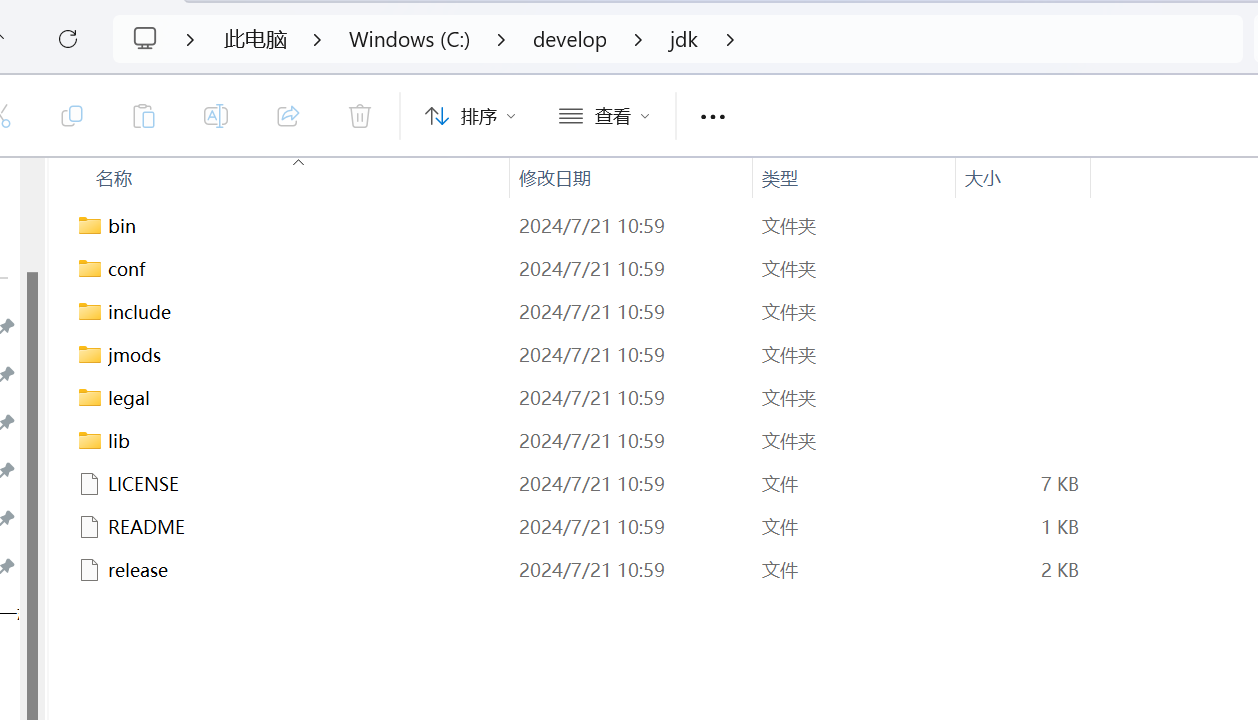 此电脑 > Windows (C:) > develop > jdk >
排序 查看 •••
名称 修改日期 类型 大小
bin 2024/7/21 10:59 文件夹
conf 2024/7/21 10:59 文件夹
include 2024/7/21 10:59 文件夹
jmods 2024/7/21 10:59 文件夹
legal 2024/7/21 10:59 文件夹
lib 2024/7/21 10:59 文件夹
LICENSE 2024/7/21 10:59 文件 7 KB
README 2024/7/21 10:59 文件 1 KB
release 2024/7/21 10:59 文件 2 KB